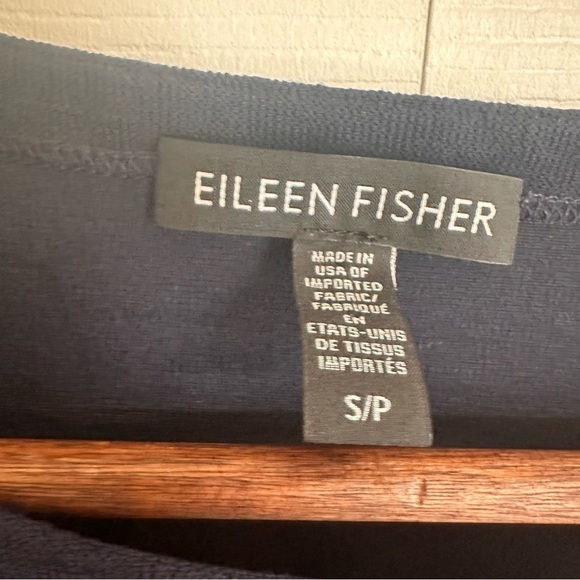 EILEEN FISHER
MADE IN
USA OF
IMPORTED
FABRIC/
FABRIQUÉ
EN
ETATS-UNIS
DE TISSUS
IMPORTÉS
S/P